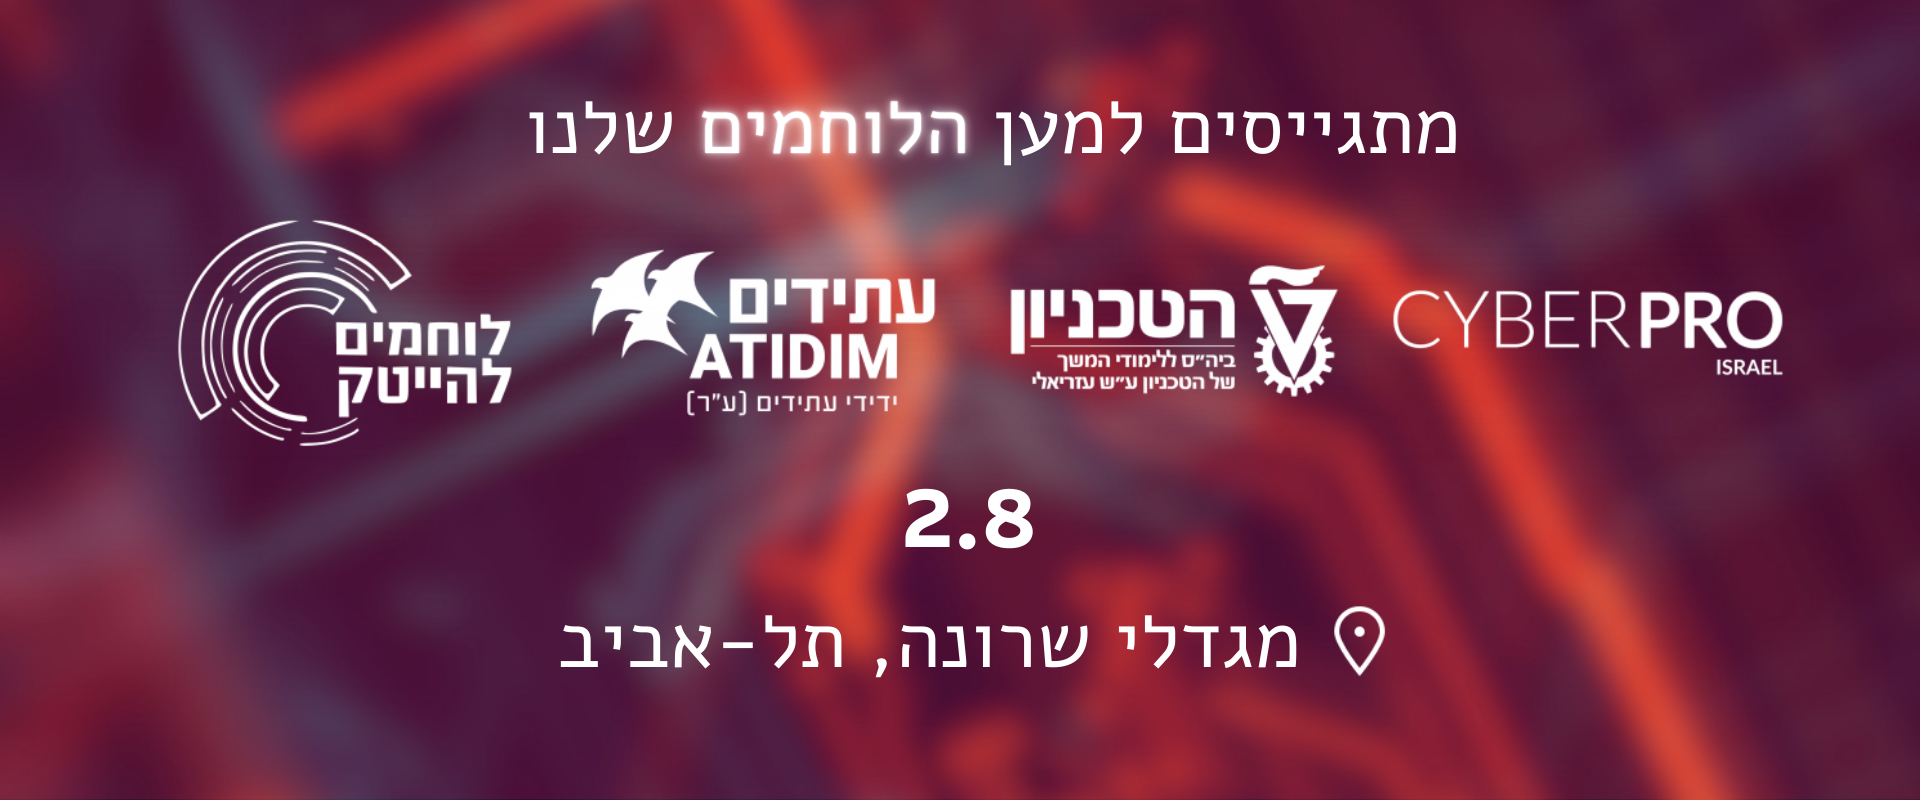 מתגייסים למען הלוחמים שלנו
CYBERPRO
ISRAEL
הטכניון
ביה״ס ללימודי המשך
של הטכניון ע״ש עזריאלי
עתידים
ATIDIM
ידידי עתידים (ע״ר)
לוחמים
להייטק
2.8
מגדלי שרונה, תל-אביב